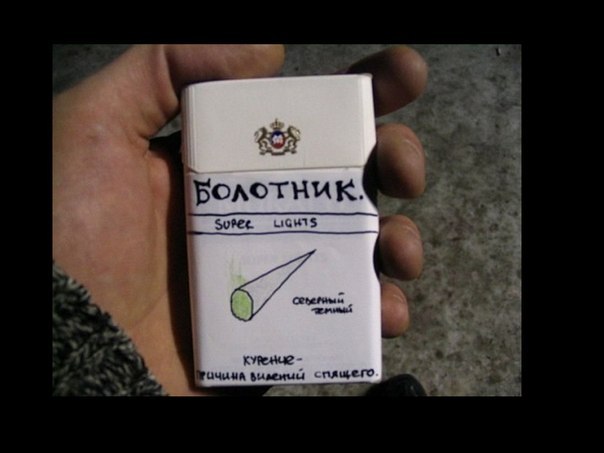 БОЛОТНИК.
SUPER LIGHTS
СЕВЕРНЫЙ
ТЕМНЫЙ
КУРЕНИЕ-
ПРИЧИНА ВИДЕНИЙ СПЯЩЕГО.